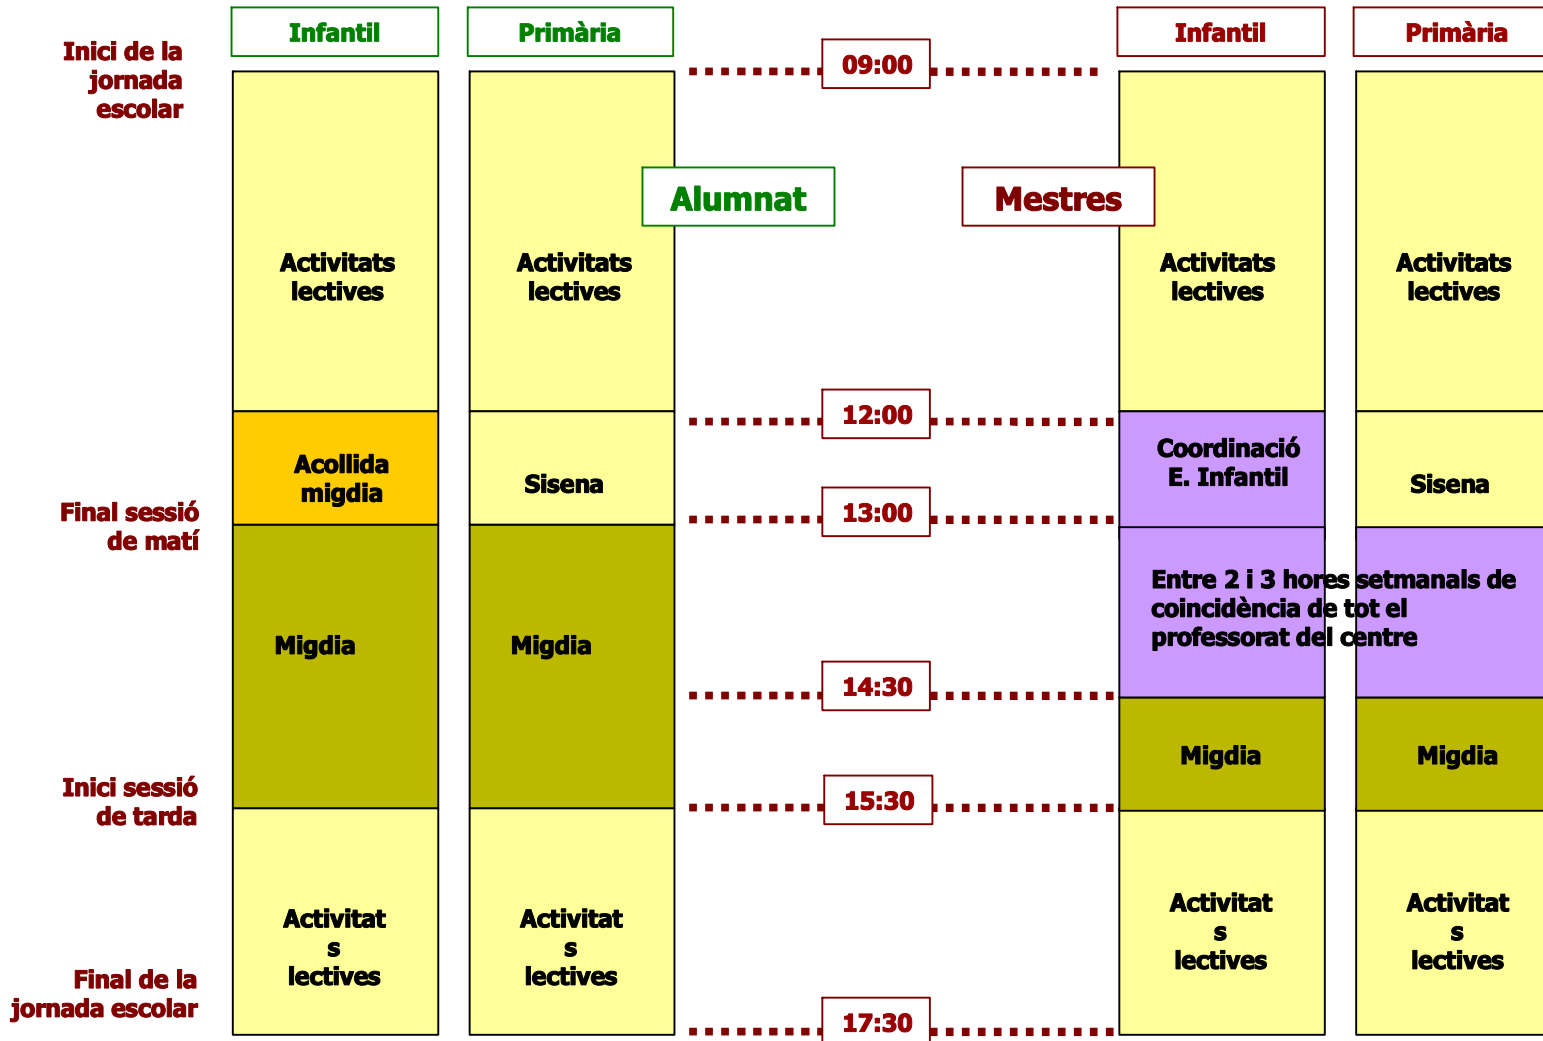 Infantil
Primària
Infantil
Primària
Inici de la
jornada
escolar
09:00
Alumnat
Mestres
Activitats
lectives
Activitats
lectives
Activitats
lectives
Activitats
lectives
12:00
Acollida
migdia
Sisena
Coordinació
E. Infantil
Sisena
Final sessió
de matí
13:00
Migdia
Migdia
Entre 2 i 3 hores setmanals de
coincidència de tot el
professorat del centre
14:30
Migdia
Migdia
Inici sessió
de tarda
15:30
Activitat
s
lectives
Activitat
s
lectives
Activitat
s
lectives
Activitat
s
lectives
Final de la
jornada escolar
17:30